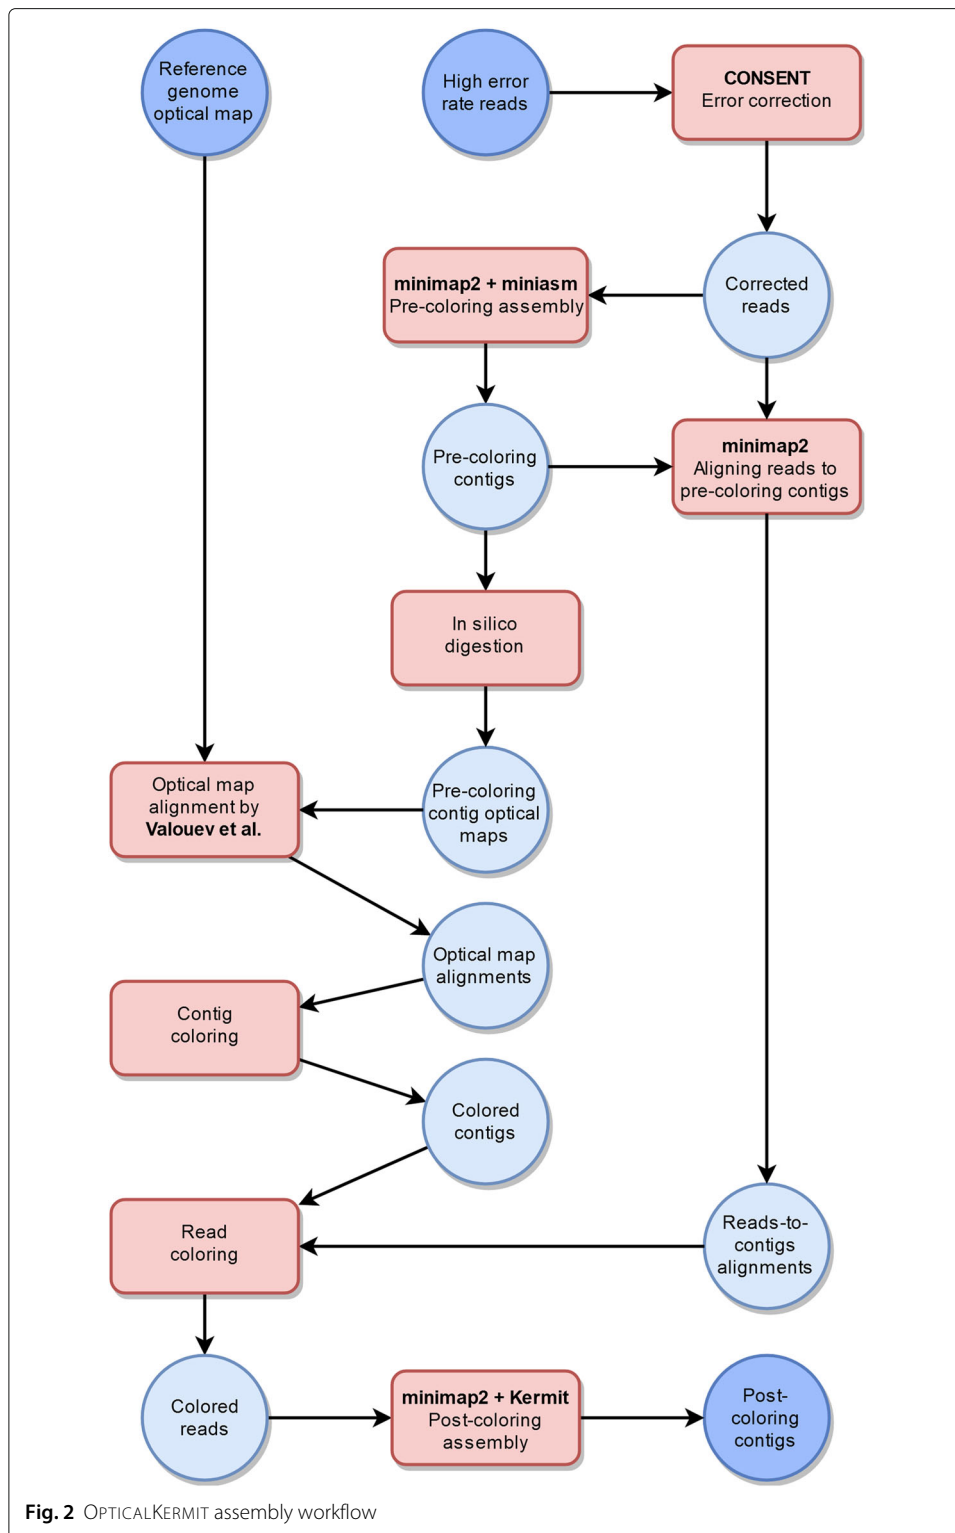 Reference
genome
optical map
High error
rate reads
CONSENT
Error correction
minimap2 + miniasm
Pre-coloring assembly
Corrected
reads
Pre-coloring
contigs
minimap2
Aligning reads to
pre-coloring contigs
In silico
digestion
Optical map
alignment by
Valouev et al.
Pre-coloring
contig optical
maps
Optical map
alignments
Contig
coloring
Colored
contigs
Read
coloring
Reads-to-
contigs
alignments
Colored
reads
minimap2 + Kermit
Post-coloring
assembly
Post-
coloring
contigs
Fig. 2 OPTICALKERMIT assembly workflow